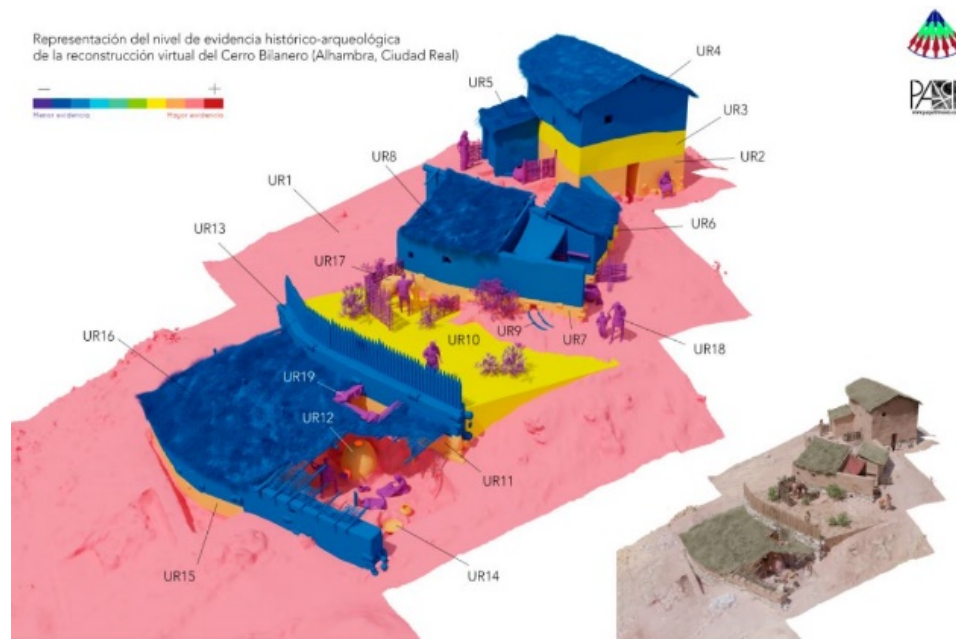 Representación del nivel de evidencia histórico-arqueológica
de la reconstrucción virtual del Cerro Bilanero (Alhambra, Ciudad Real)
− +
Menor evidencia Mayor evidencia
UR4
UR5
UR3
UR8
UR2
UR1
UR13
UR6
UR17
UR16
UR10
UR9
UR7
UR18
UR19
UR12
UR11
UR15
UR14